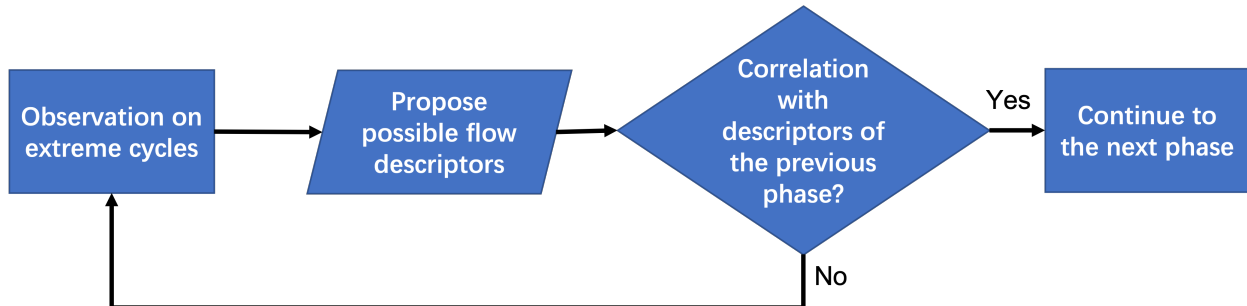 Observation on
extreme cycles
Propose
possible flow
descriptors
Correlation
with
descriptors of
the previous
phase?
Yes
Continue to
the next phase
No